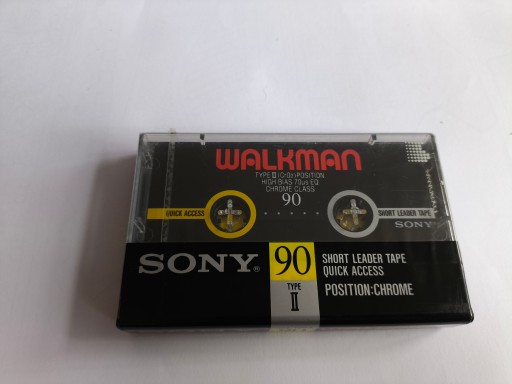 WALKMAN
TYPE II (CrO2) POSITION
HIGH BIAS 70µs EQ
CHROME CLASS
90
QUICK ACCESS
SHORT LEADER TAPE
SONY
SONY®
90
TYPE
II
SHORT LEADER TAPE
QUICK ACCESS
POSITION:CHROME